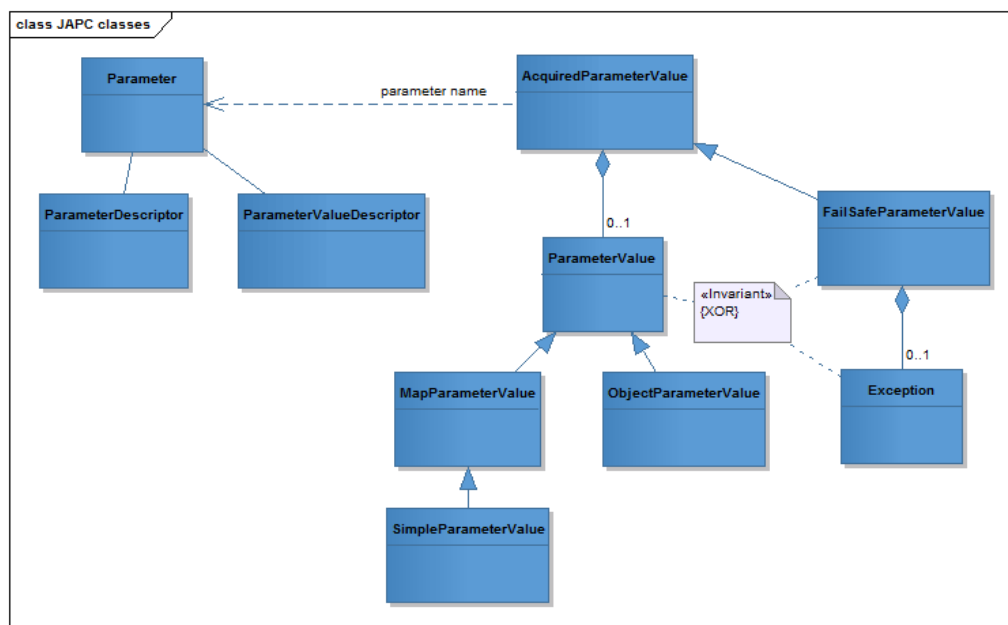 class JAPC classes
Parameter
AcquiredParameterValue
parameter name
ParameterDescriptor
ParameterValueDescriptor
FailSafeParameterValue
0..1
ParameterValue
«Invariant»
{XOR}
0..1
MapParameterValue
ObjectParameterValue
Exception
SimpleParameterValue